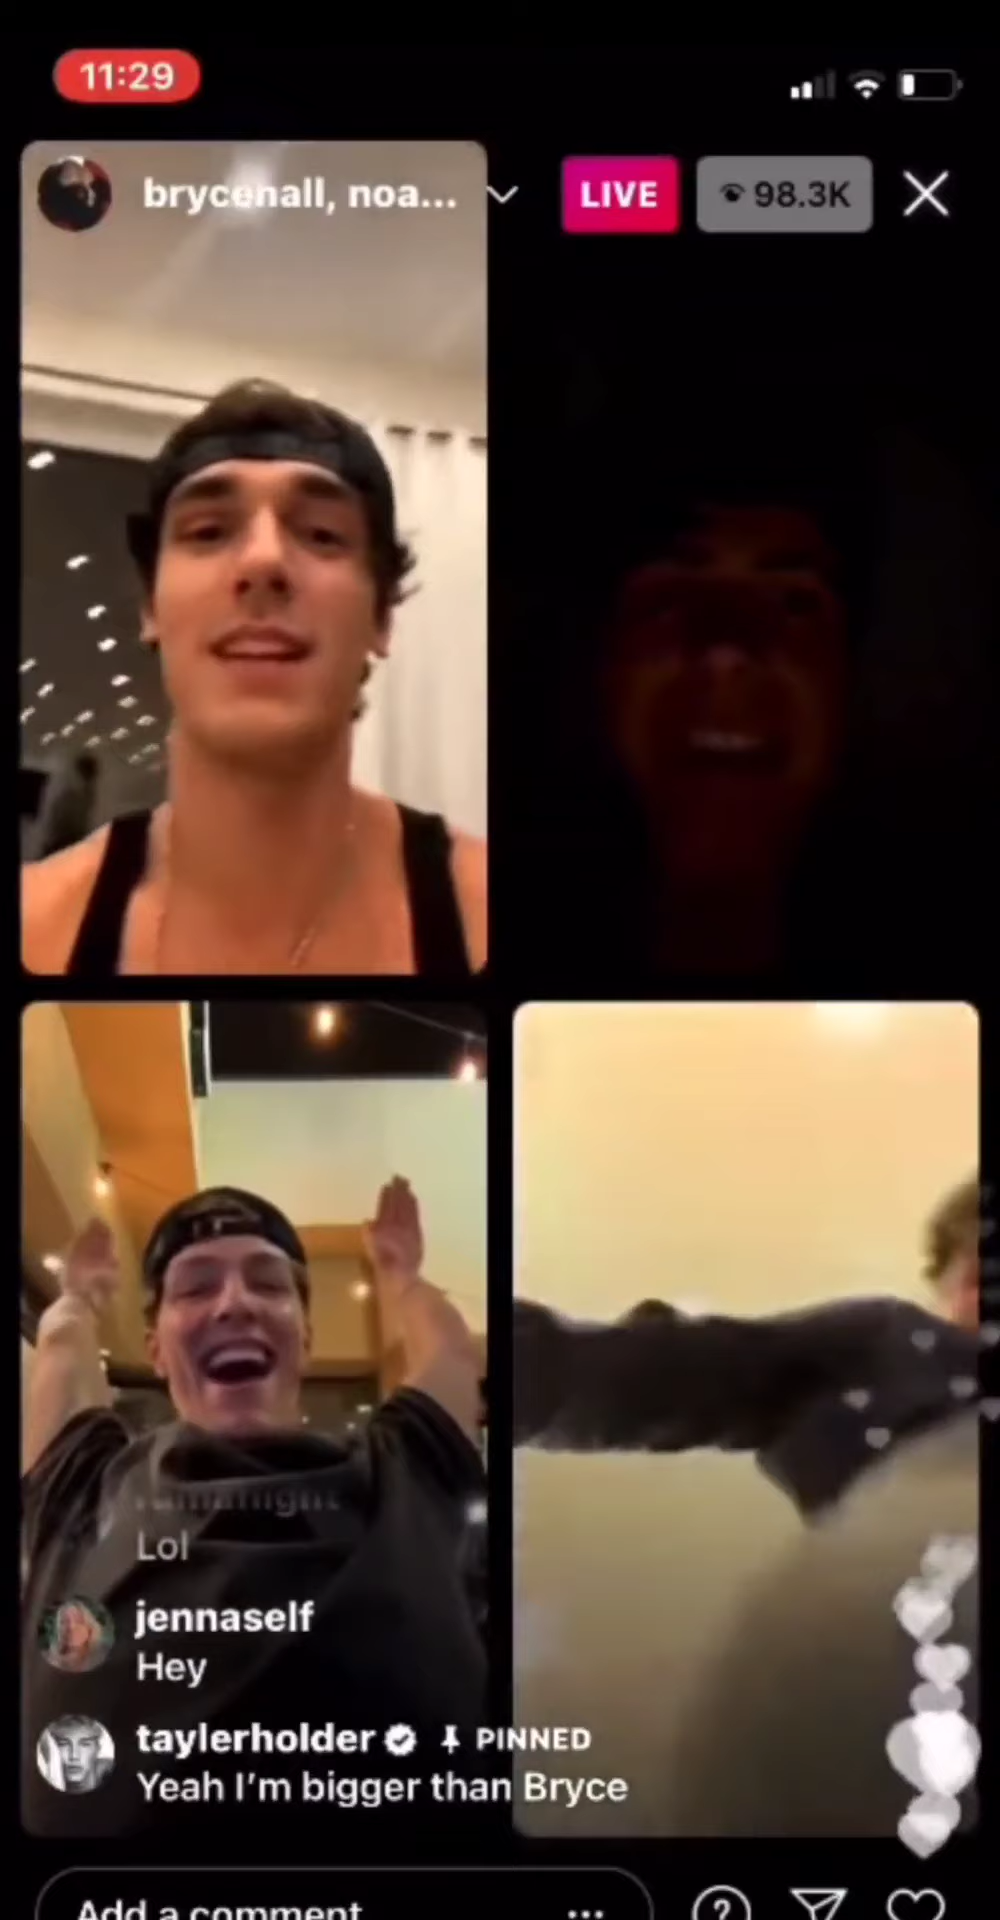 11:29
brycehall, noa...
LIVE
98.3K
Lol
jennaself
Hey
taylerholder PINNED
Yeah I'm bigger than Bryce
Add a comment
...